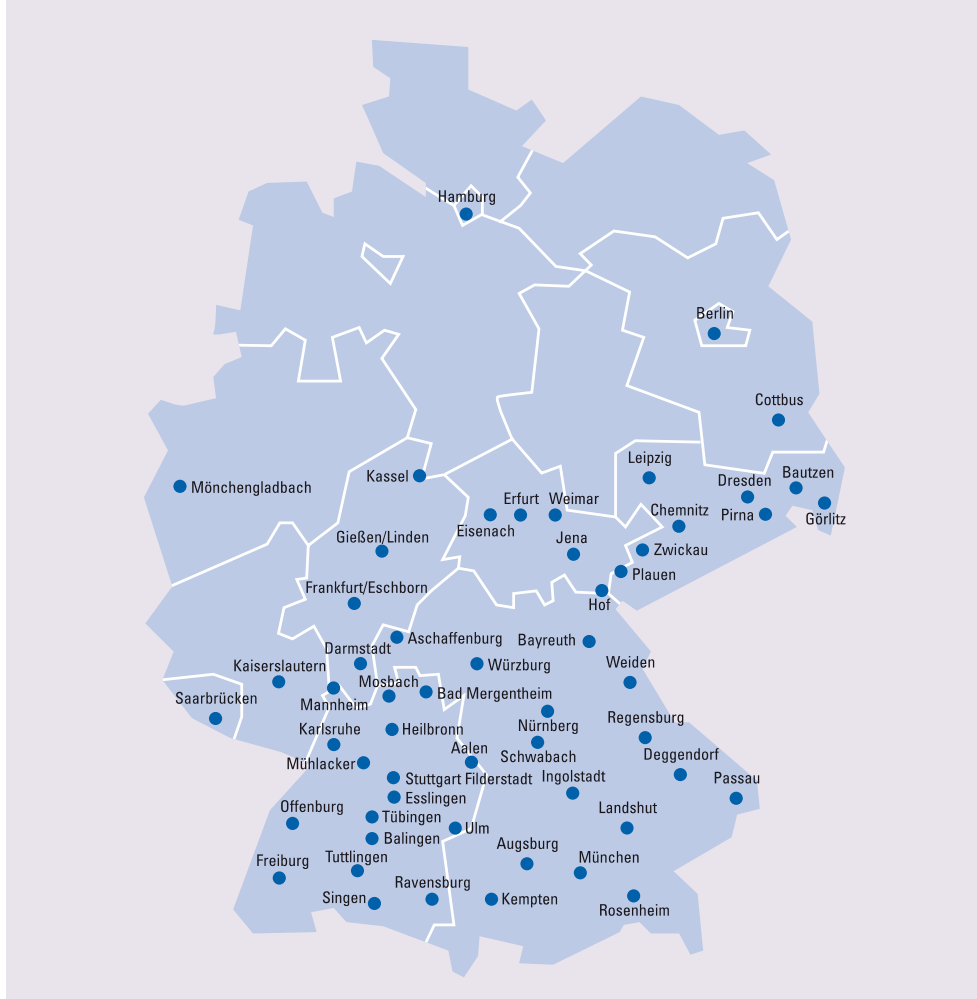 Hamburg
Berlin
Cottbus
Leipzig
Kassel
Dresden
Bautzen
Mönchengladbach
Erfurt
Weimar
Chemnitz
Pirna
Görlitz
Eisenach
Gießen/Linden
Jena
Zwickau
Plauen
Frankfurt/Eschborn
Hof
Aschaffenburg
Bayreuth
Darmstadt
Kaiserslautern
Würzburg
Weiden
Mosbach
Bad Mergentheim
Saarbrücken
Mannheim
Regensburg
Karlsruhe
Heilbronn
Nürnberg
Aalen
Schwabach
Deggendorf
Mühlacker
Stuttgart Filderstadt
Ingolstadt
Passau
Esslingen
Offenburg
Tübingen
Landshut
Ulm
Balingen
Augsburg
Freiburg
Tuttlingen
München
Ravensburg
Singen
Kempten
Rosenheim